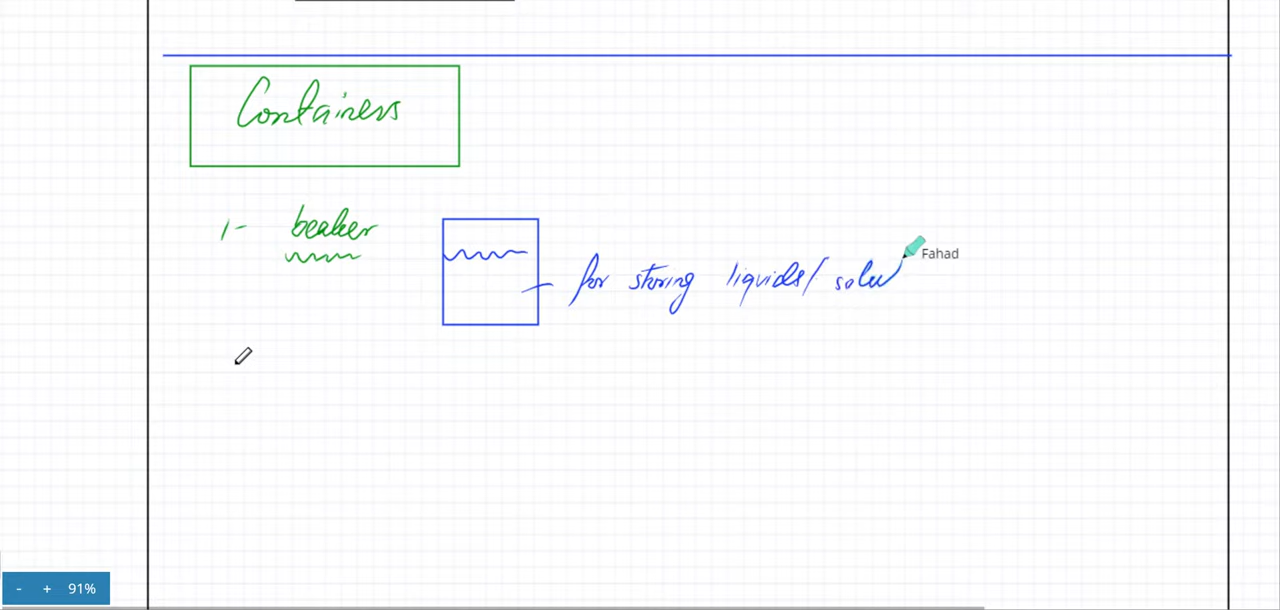 Containers
1- beaker
for storing liquids/ solu
Fahad
- + 91%